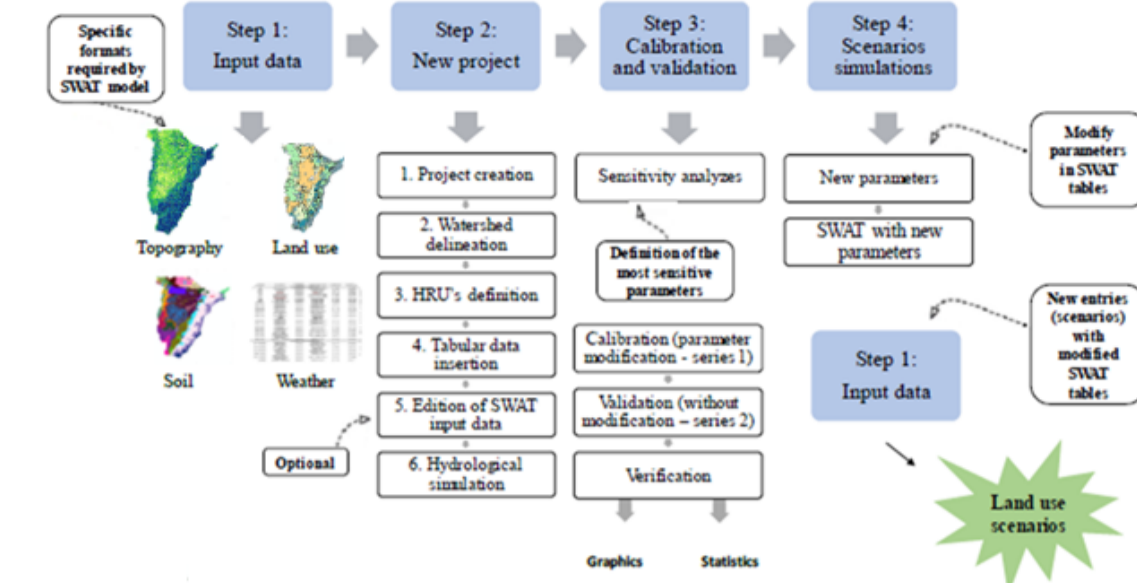 Specific
formats
required by
SWAT model
Step 1:
Input data
Step 2:
New project
Step 3:
Calibration
and validation
Step 4:
Scenarios
simulations
Topography
Land use
Soil
Weather
1. Project creation
2. Watershed
delineation
3. HRU's definition
4. Tabular data
insertion
5. Edition of SWAT
input data
6. Hydrological
simulation
Optional
Sensitivity analyzes
Definition of the
most sensitive
parameters
Calibration (parameter
modification - series 1)
Validation (without
modification – series 2)
Verification
Graphics
Statistics
New parameters
SWAT with new
parameters
Modify
parameters
in SWAT
tables
Step 1:
Input data
New entries
(scenarios)
with
modified
SWAT
tables
Land use
scenarios